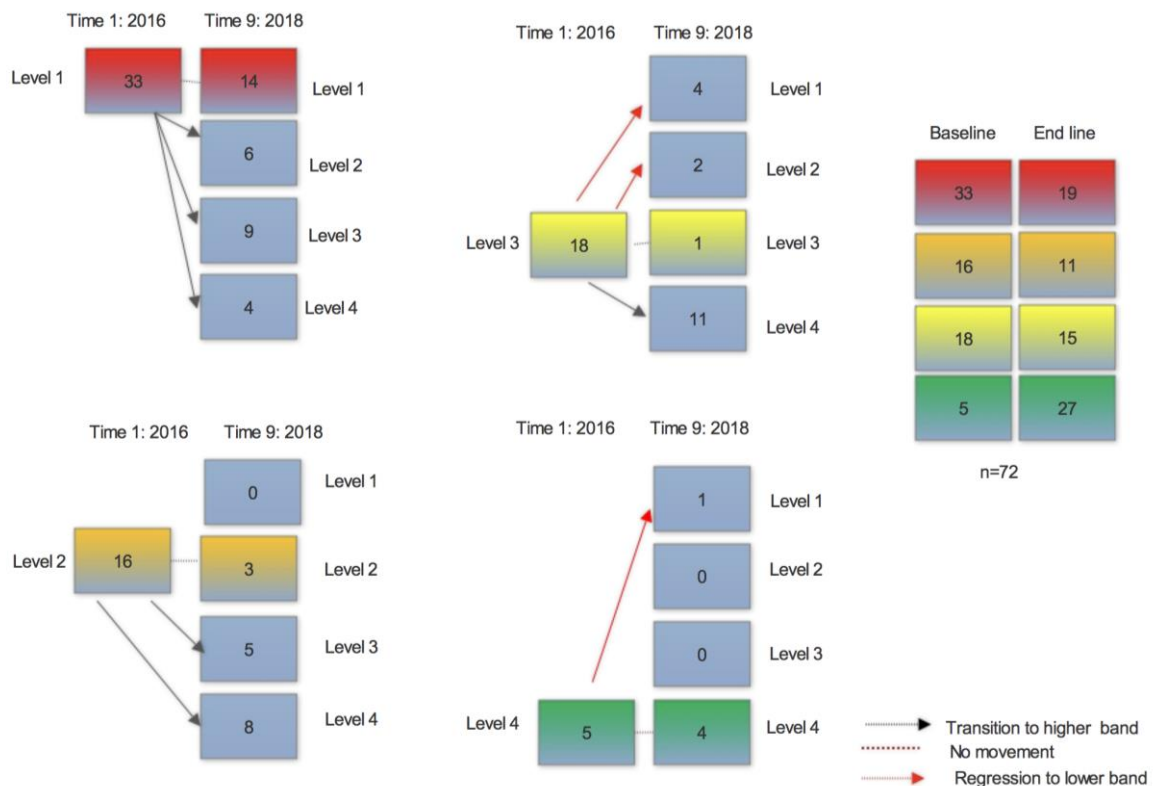 Time 1: 2016 Time 9: 2018
Level 1 33 14 Level 1
6 Level 2
9 Level 3
4 Level 4
Time 1: 2016 Time 9: 2018
4 Level 1
2 Level 2
Level 3 18 1 Level 3
11 Level 4
Baseline End line
33 19
16 11
18 15
5 27
n=72
Time 1: 2016 Time 9: 2018
0 Level 1
Level 2 16 3 Level 2
5 Level 3
8 Level 4
Time 1: 2016 Time 9: 2018
1 Level 1
0 Level 2
0 Level 3
Level 4 5 4 Level 4
Transition to higher band
No movement
Regression to lower band